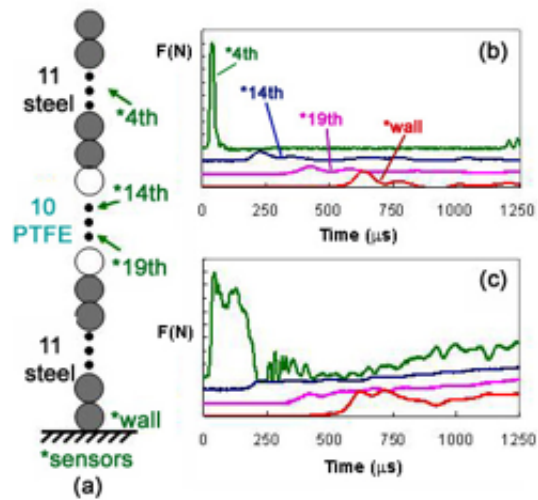 11
steel
*4th
*14th
10
PTFE
*19th
11
steel
*wall
*sensors
(a)
F(N)
(b)
*4th
*14th
*19th
*wall
0 250 500 750 1000 1250
Time (μs)
F(N)
(c)
0 250 500 750 1000 1250
Time (μs)